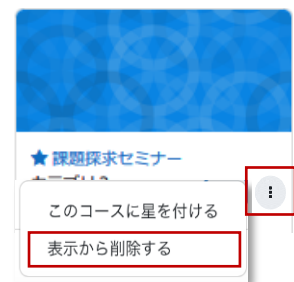 課題探求セミナー
このコースに星を付ける
表示から削除する